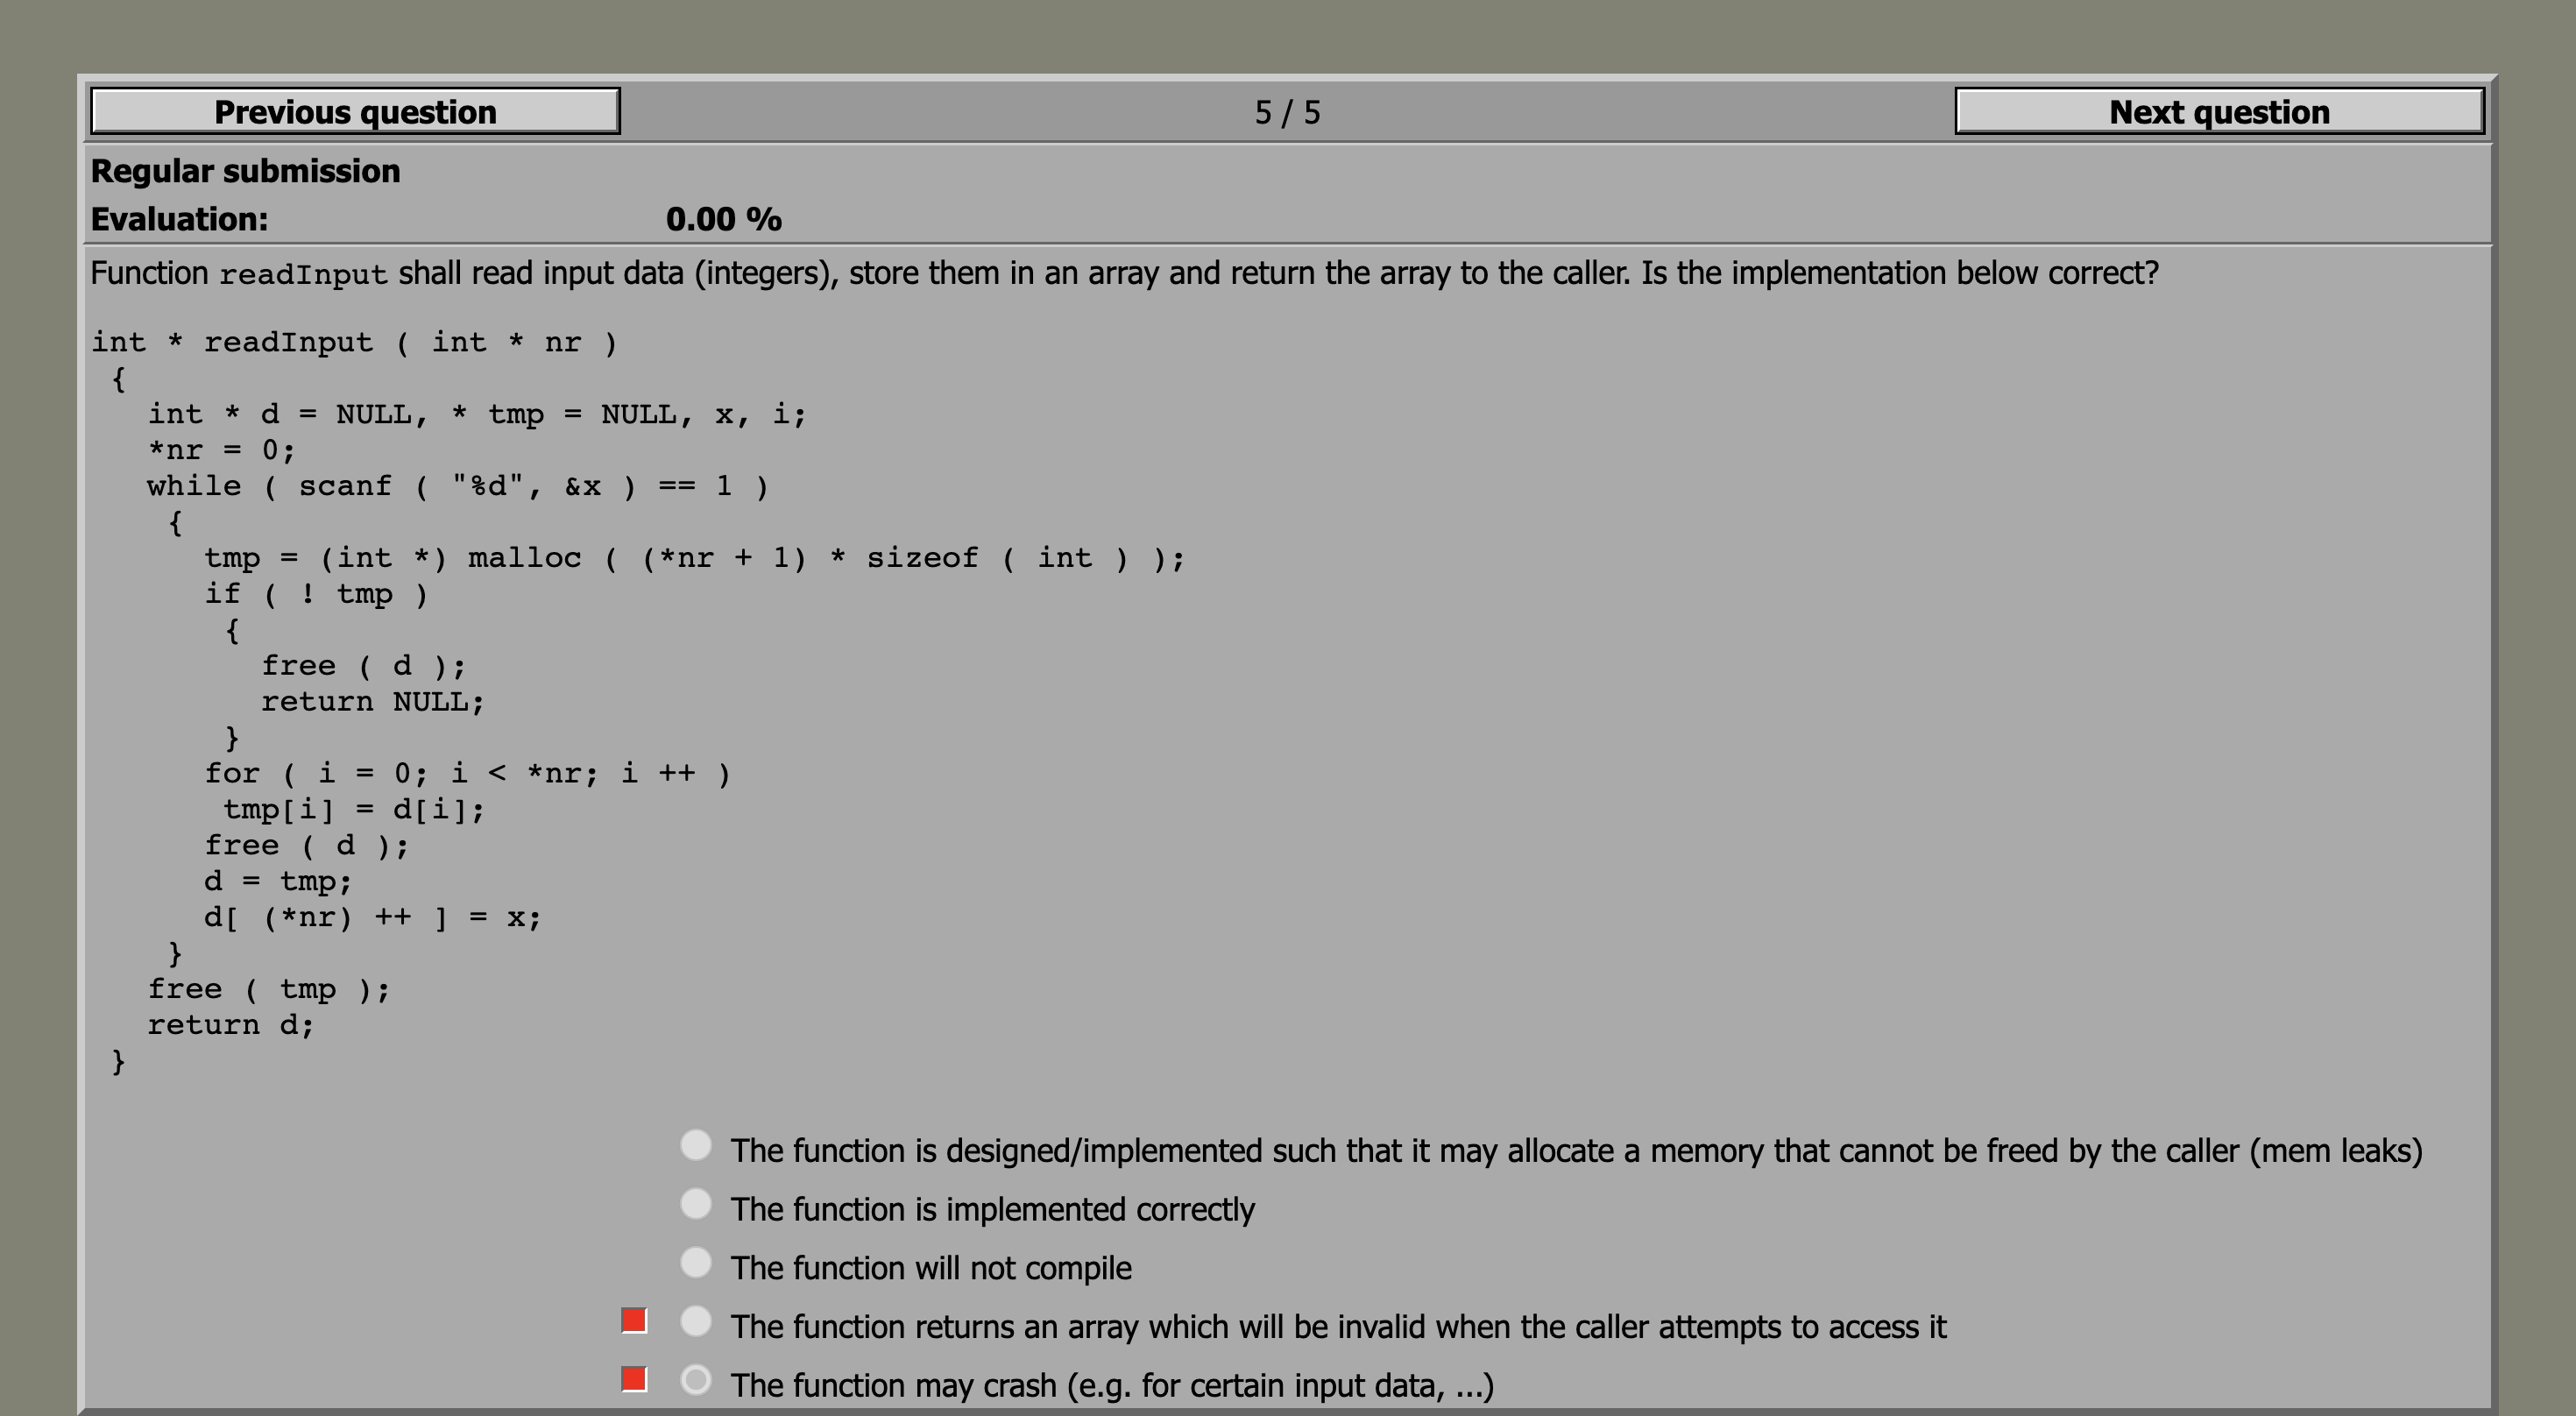 Previous question 5 / 5 Next question
Regular submission
Evaluation: 0.00 %
Function readInput shall read input data (integers), store them in an array and return the array to the caller. Is the implementation below correct?
int * readInput ( int * nr )
{
int * d = NULL, * tmp = NULL, x, i;
*nr = 0;
while ( scanf ( "%d", &x ) == 1 )
{
tmp = (int *) malloc ( (*nr + 1) * sizeof ( int ) );
if ( ! tmp )
{
free ( d );
return NULL;
}
for ( i = 0; i < *nr; i ++ )
tmp[i] = d[i];
free ( d );
d = tmp;
d[ (*nr) ++ ] = x;
}
free ( tmp );
return d;
}
The function is designed/implemented such that it may allocate a memory that cannot be freed by the caller (mem leaks)
The function is implemented correctly
The function will not compile
The function returns an array which will be invalid when the caller attempts to access it
The function may crash (e.g. for certain input data, ...)